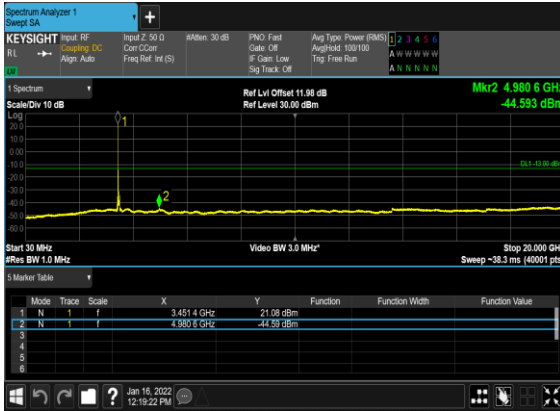 Spectrum Analyzer 1
Swept SA
+
KEYSIGHT Input: RF Input Z: 50 Ω #Atten: 30 dB PNO: Fast Avg Type: Power (RMS) 1 2 3 4 5 6
RL Coupling: DC Corr CCorr Gate: Off Avg|Hold: 100/100 A W W W W W
Align: Auto Freq Ref: Int (S) IF Gain: Low Trig: Free Run
Sig Track: Off A N N N N N
1 Spectrum Ref Lvl Offset 11.98 dB Mkr2 4.980 6 GHz
Scale/Div 10 dB Ref Level 30.00 dBm -44.593 dBm
Log
20.0
10.0
0.00
-10.0
-20.0
-30.0
-40.0
-50.0
-60.0
1
2
DL1 -13.00 dBm
Start 30 MHz Video BW 3.0 MHz* Stop 20.000 GH
#Res BW 1.0 MHz Sweep ~38.3 ms (40001 pts
5 Marker Table
Mode Trace Scale X Y Function Function Width Function Value
1 N 1 f 3.451 4 GHz 21.08 dBm
2 N 1 f 4.980 6 GHz -44.59 dBm
3
4
5
6
? Jan 16, 2022
12:19:22 PM